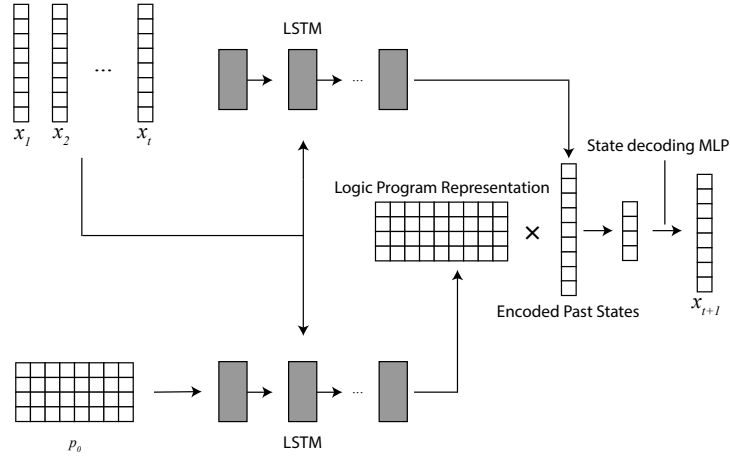 LSTM
...
x1 x2 xt
...
State decoding MLP
Logic Program Representation
×
Encoded Past States
xt+1
...
p0
LSTM